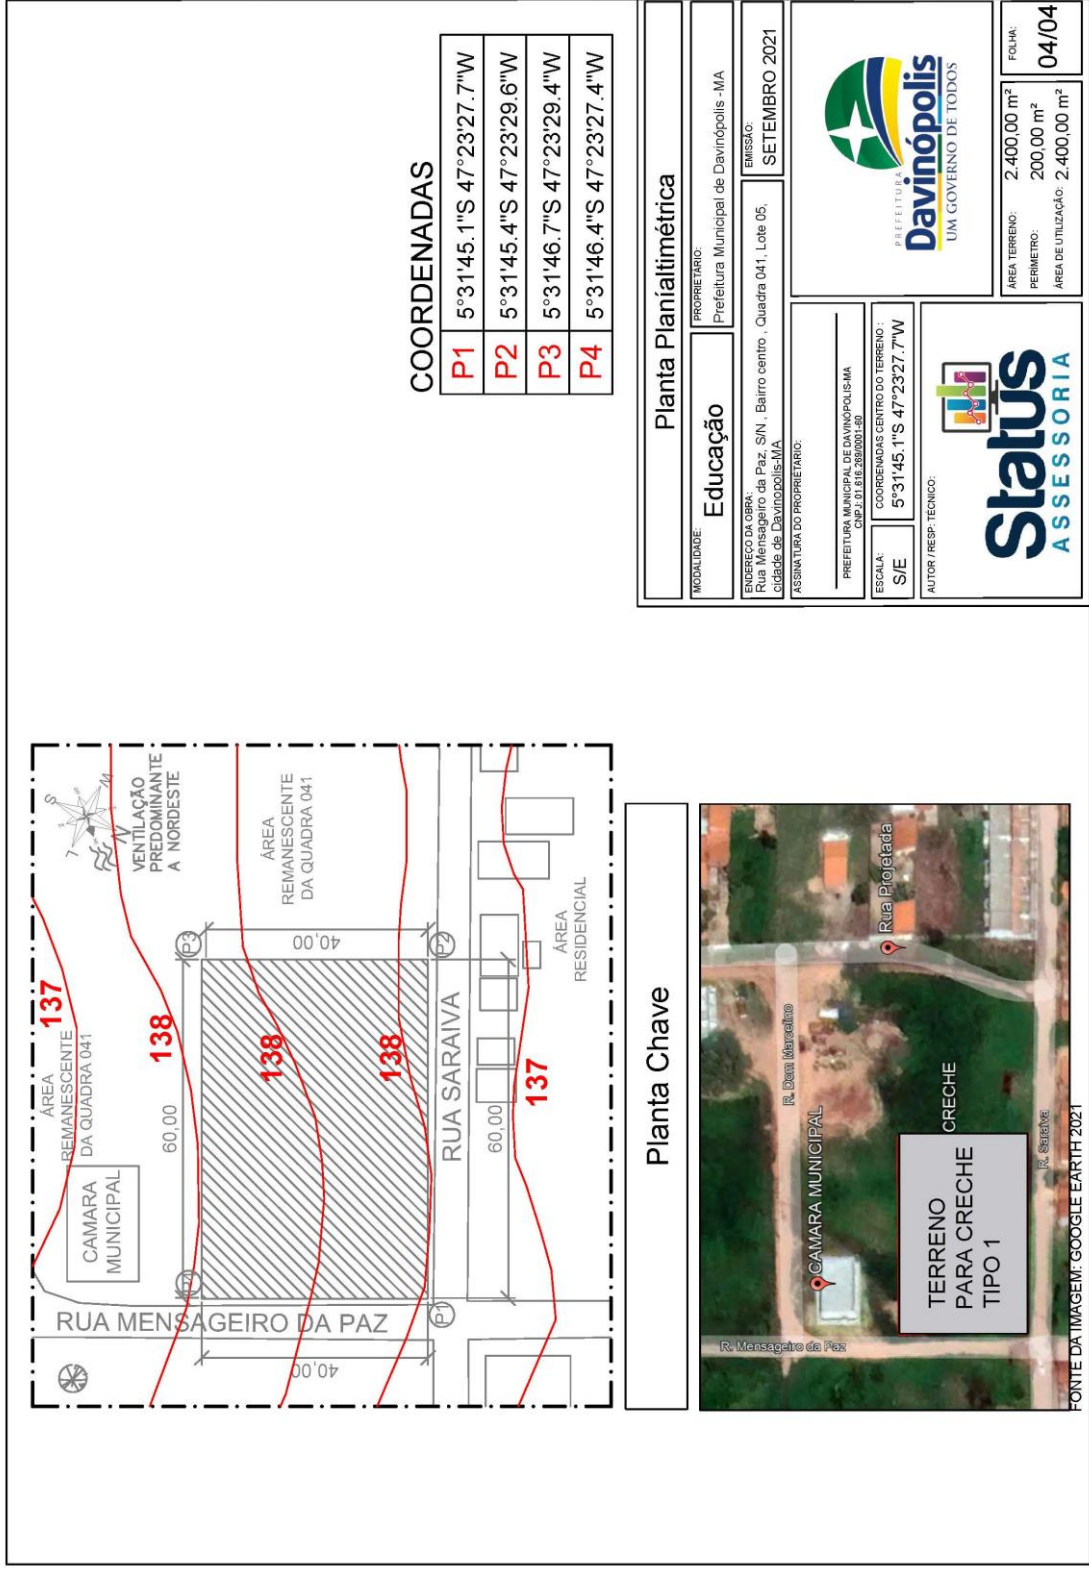 ÁREA
REMANESCENTE
DA QUADRA 041
137
CAMARA
MUNICIPAL
S
L
W
N
VENTILAÇÃO
PREDOMINANTE
A NORDESTE
138
60,00
P4
P3
ÁREA
REMANESCENTE
DA QUADRA 041
RUA MENSAGEIRO DA PAZ
40,00
138
40,00
138
P1
P2
RUA SARAIVA
60,00
137
ÁREA
RESIDENCIAL
COORDENADAS
P1 5°31'45.1"S 47°23'27.7"W
P2 5°31'45.4"S 47°23'29.6"W
P3 5°31'46.7"S 47°23'29.4"W
P4 5°31'46.4"S 47°23'27.4"W
Planta Chave
R. Mensageiro da Paz
CAMARA MUNICIPAL
R. Dom Marcelino
Rua Projetada
TERRENO
PARA CRECHE
TIPO 1
CRECHE
R. Saraiva
FONTE DA IMAGEM: GOOGLE EARTH 2021
Planta Planialtimétrica
MODALIDADE:
Educação
PROPRIETÁRIO:
Prefeitura Municipal de Davinópolis -MA
ENDEREÇO DA OBRA:
Rua Mensageiro da Paz, S/N , Bairro centro , Quadra 041, Lote 05,
cidade de Davinopolis-MA
EMISSÃO:
SETEMBRO 2021
ASSINATURA DO PROPRIETÁRIO:
PREFEITURA MUNICIPAL DE DAVINÓPOLIS-MA
CNPJ: 01.616.269/0001-60
ESCALA:
S/E
COORDENADAS CENTRO DO TERRENO :
5°31'45.1"S 47°23'27.7"W
PREFEITURA
Davinópolis
UM GOVERNO DE TODOS
AUTOR / RESP. TÉCNICO:
Status
ASSESSORIA
ÁREA TERRENO: 2.400,00 m²
PERÍMETRO: 200,00 m²
ÁREA DE UTILIZAÇÃO: 2.400,00 m²
FOLHA:
04/04